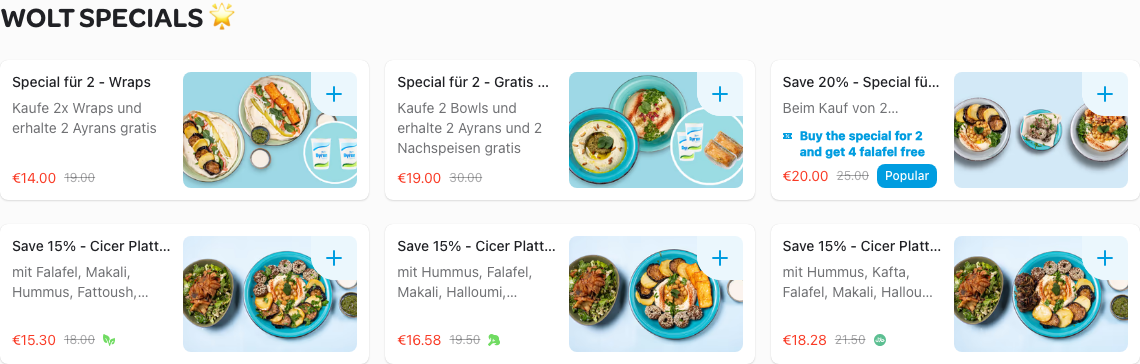 WOLT SPECIALS
Special für 2 - Wraps
Kaufe 2x Wraps und
erhalte 2 Ayrans gratis
€14.00 19.00
Special für 2 - Gratis ...
Kaufe 2 Bowls und
erhalte 2 Ayrans und 2
Nachspeisen gratis
€19.00 30.00
Save 20% - Special fü...
Beim Kauf von 2...
Buy the special for 2
and get 4 falafel free
€20.00 25.00 Popular
Save 15% - Cicer Platt...
mit Falafel, Makali,
Hummus, Fattoush,...
€15.30 18.00
Save 15% - Cicer Platt...
mit Hummus, Falafel,
Makali, Halloumi,...
€16.58 19.50
Save 15% - Cicer Platt...
mit Hummus, Kafta,
Falafel, Makali, Hallou...
€18.28 21.50